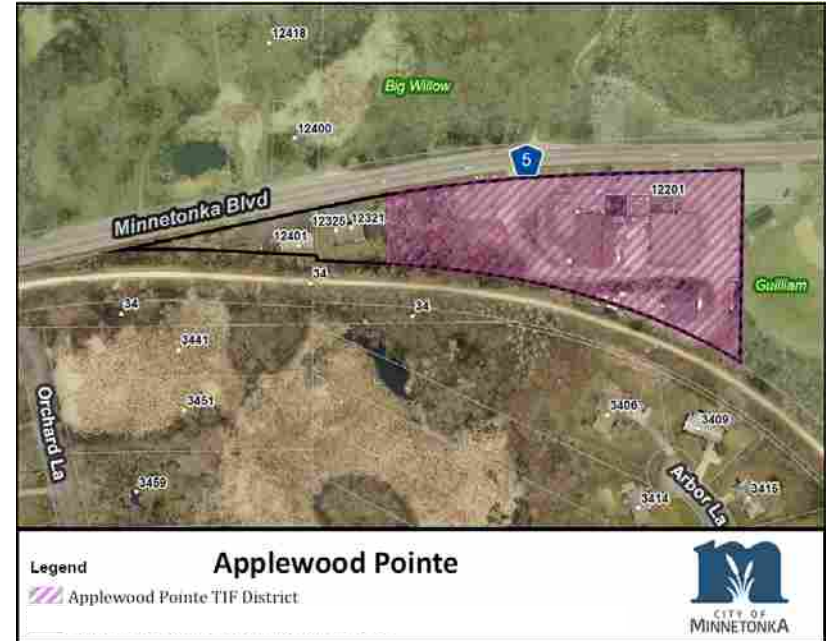 12418
Big Willow
12400
5
Minnetonka Blvd
12201
12325
12321
12401
34
Guilliam
34
34
3441
3451
Orchard La
3406
3409
3459
Arbor La
3414
3415
Legend
Applewood Pointe
Applewood Pointe TIF District
CITY OF
MINNETONKA